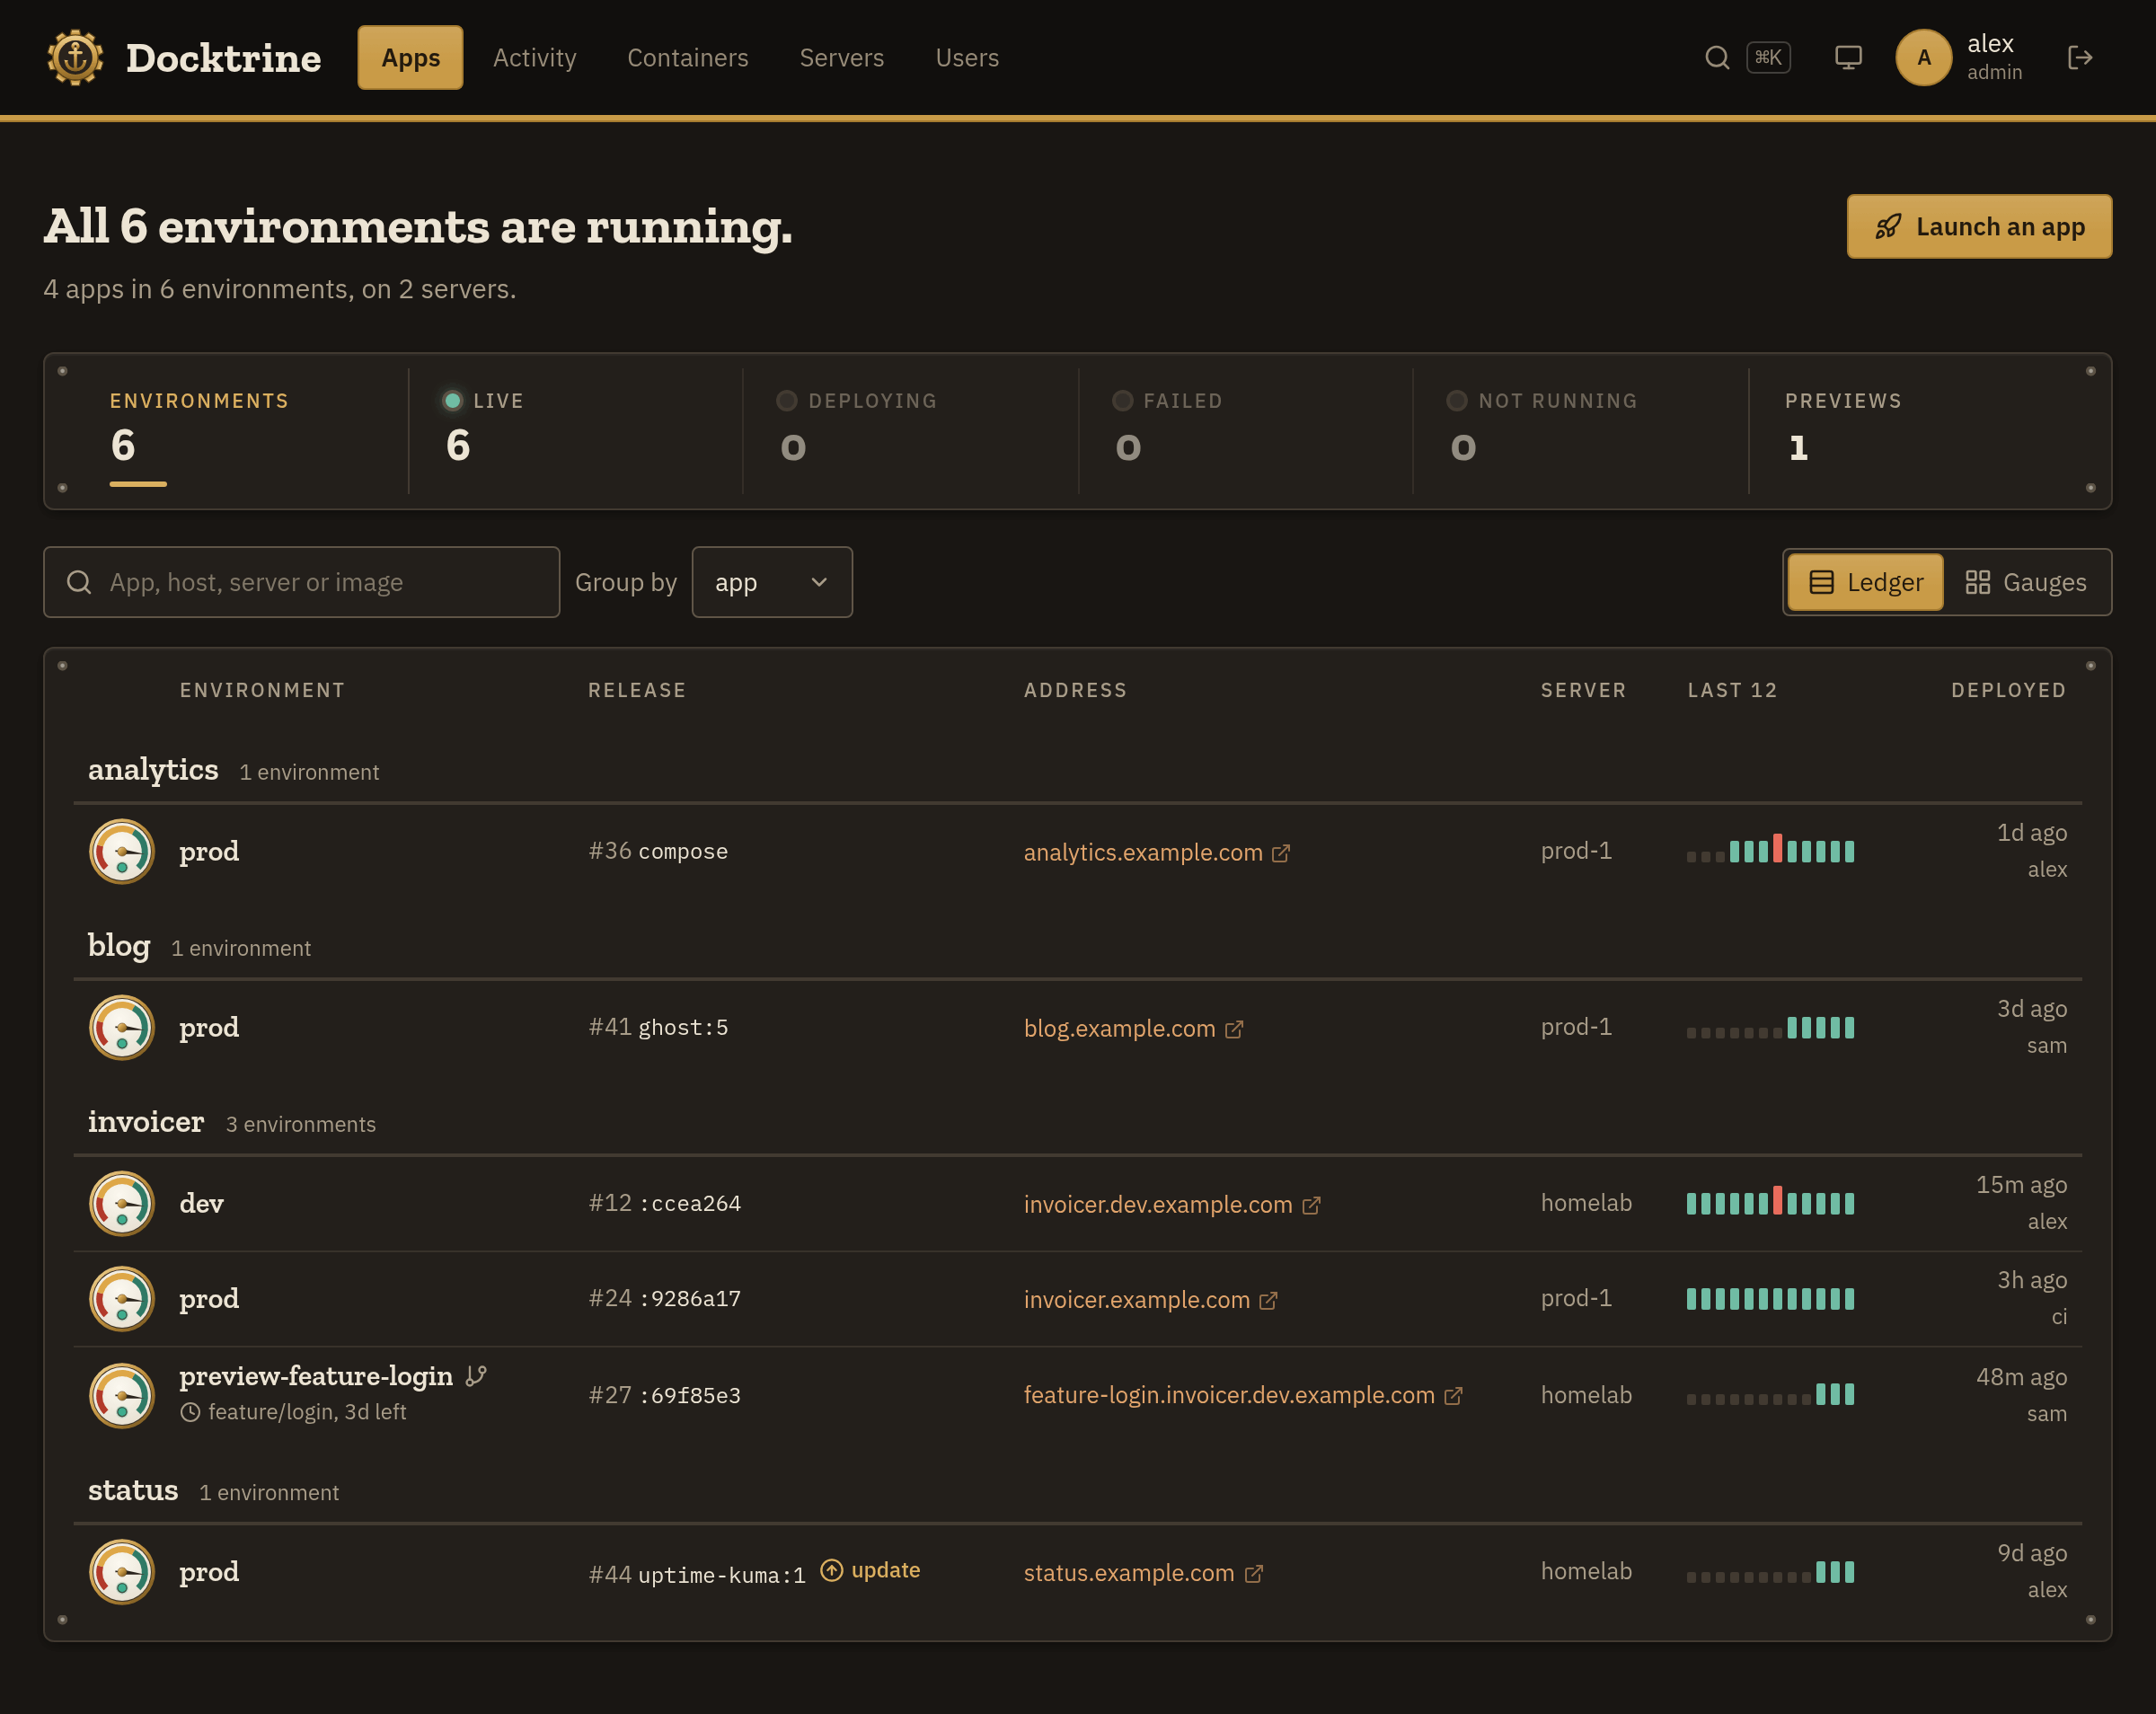 Docktrine Apps Activity Containers Servers Users ⌘K A alex
admin
All 6 environments are running. Launch an app
4 apps in 6 environments, on 2 servers.
ENVIRONMENTS LIVE DEPLOYING FAILED NOT RUNNING PREVIEWS
6 6 0 0 0 1
App, host, server or image Group by app Ledger Gauges
ENVIRONMENT RELEASE ADDRESS SERVER LAST 12 DEPLOYED
analytics 1 environment
prod #36 compose analytics.example.com prod-1 1d ago
alex
blog 1 environment
prod #41 ghost:5 blog.example.com prod-1 3d ago
sam
invoicer 3 environments
dev #12 :ccea264 invoicer.dev.example.com homelab 15m ago
alex
prod #24 :9286a17 invoicer.example.com prod-1 3h ago
ci
preview-feature-login #27 :69f85e3 feature-login.invoicer.dev.example.com homelab 48m ago
feature/login, 3d left sam
status 1 environment
prod #44 uptime-kuma:1 update status.example.com homelab 9d ago
alex